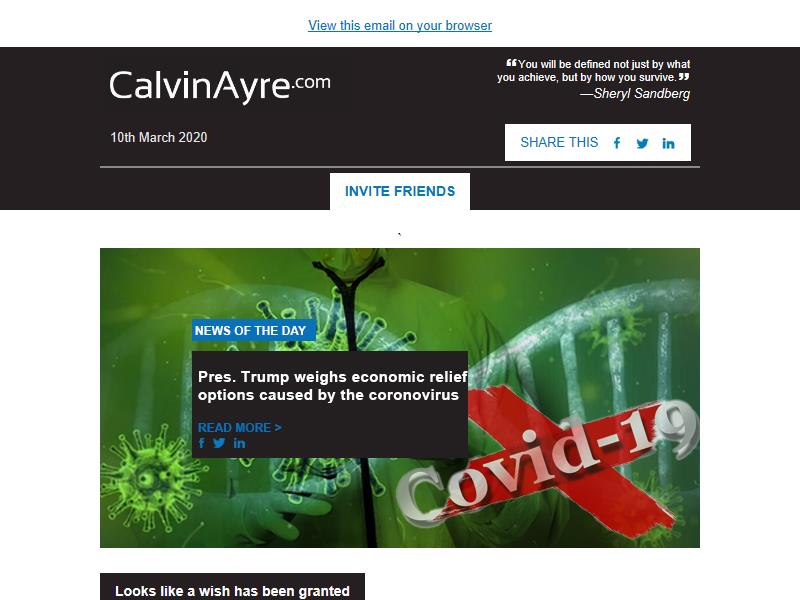 View this email on your browser
CalvinAyre.com
“You will be defined not just by what
you achieve, but by how you survive.”
—Sheryl Sandberg
10th March 2020
SHARE THIS
INVITE FRIENDS
`
NEWS OF THE DAY
Pres. Trump weighs economic relief
options caused by the coronovirus
READ MORE >
Covid-19
Looks like a wish has been granted